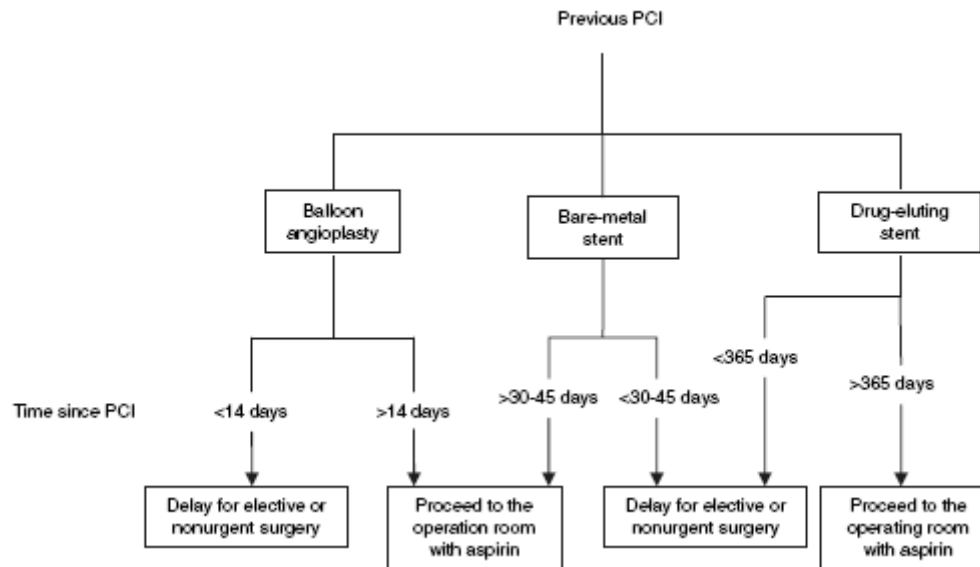 Previous PCI
Balloon
angioplasty
Bare-metal
stent
Drug-eluting
stent
Time since PCI
<14 days
>14 days
>30-45 days
<30-45 days
<365 days
>365 days
Delay for elective or
nonurgent surgery
Proceed to the
operation room
with aspirin
Delay for elective or
nonurgent surgery
Proceed to the
operating room
with aspirin